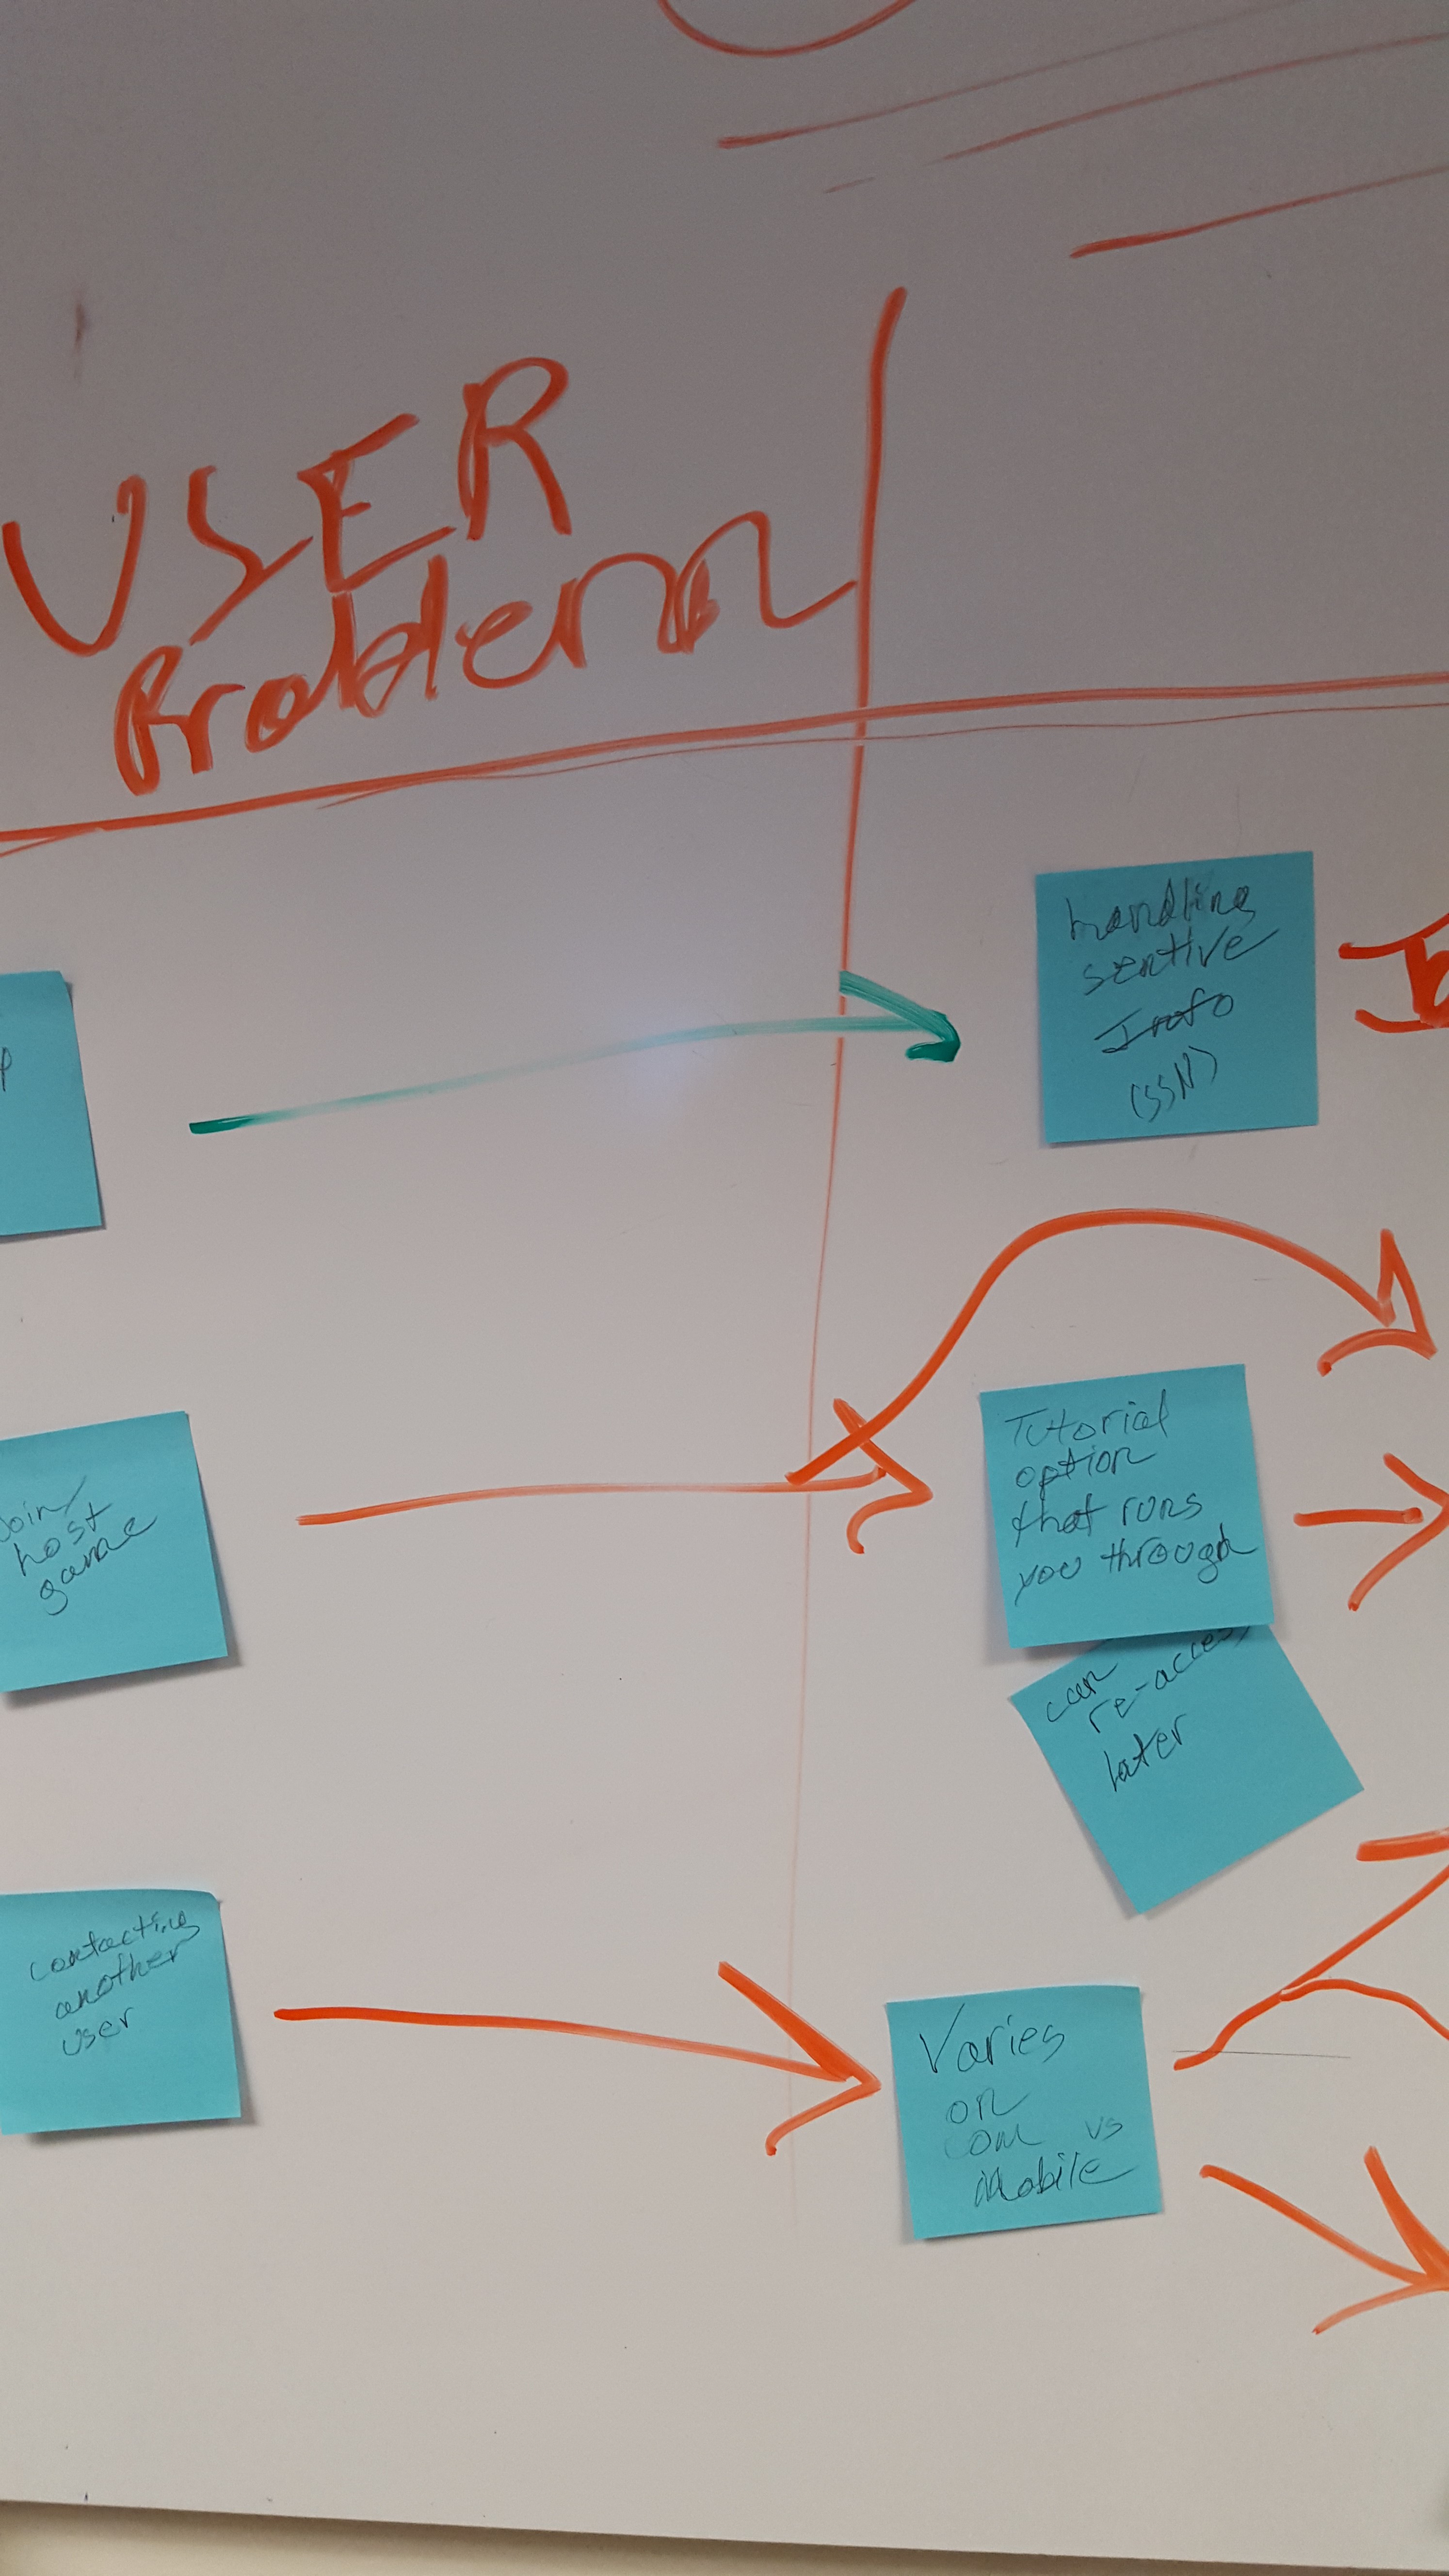 USER
Problem
handling
sentive
Info
(SSN)
Join/
host
game
Tutorial
option
that runs
you through
can
re-access
later
contacting
another
user
Varies
on
com vs
Mobile